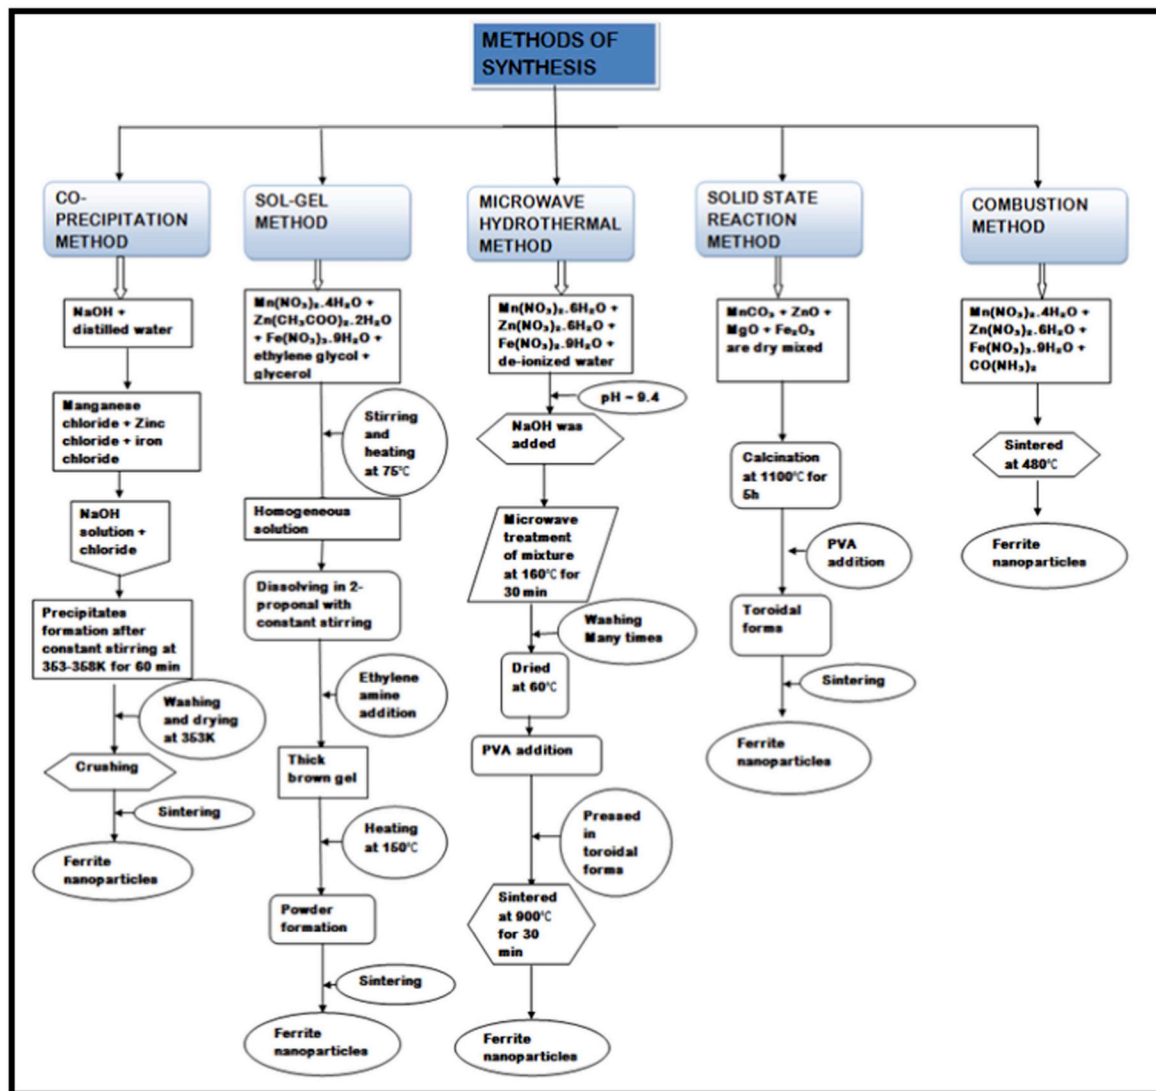 METHODS OF
SYNTHESIS
CO-
PRECIPITATION
METHOD
NaOH +
distilled water
Manganese
chloride + Zinc
chloride + iron
chloride
NaOH
solution +
chloride
Precipitates
formation after
constant stirring at
353-358K for 60 min
Washing
and drying
at 353K
Crushing
Sintering
Ferrite
nanoparticles
SOL-GEL
METHOD
Mn(NO₃)₂.4H₂O +
Zn(CH₃COO)₂.2H₂O
+ Fe(NO₃)₃.9H₂O +
ethylene glycol +
glycerol
Stirring
and
heating
at 75℃
Homogeneous
solution
Dissolving in 2-
proponal with
constant stirring
Ethylene
amine
addition
Thick
brown gel
Heating
at 150℃
Powder
formation
Sintering
Ferrite
nanoparticles
MICROWAVE
HYDROTHERMAL
METHOD
Mn(NO₃)₂.6H₂O +
Zn(NO₃)₂.6H₂O +
Fe(NO₃)₂.9H₂O +
de-ionized water
pH ~ 9.4
NaOH was
added
Microwave
treatment
of mixture
at 160℃ for
30 min
Washing
Many times
Dried
at 60℃
PVA addition
Pressed
in
toroidal
forms
Sintered
at 900℃
for 30
min
Ferrite
nanoparticles
SOLID STATE
REACTION
METHOD
MnCO₃ + ZnO +
MgO + Fe₂O₃
are dry mixed
Calcination
at 1100℃ for
5h
PVA
addition
Toroidal
forms
Sintering
Ferrite
nanoparticles
COMBUSTION
METHOD
Mn(NO₃)₂.4H₂O +
Zn(NO₃)₂.6H₂O +
Fe(NO₃)₃.9H₂O +
CO(NH₃)₂
Sintered
at 480℃
Ferrite
nanoparticles